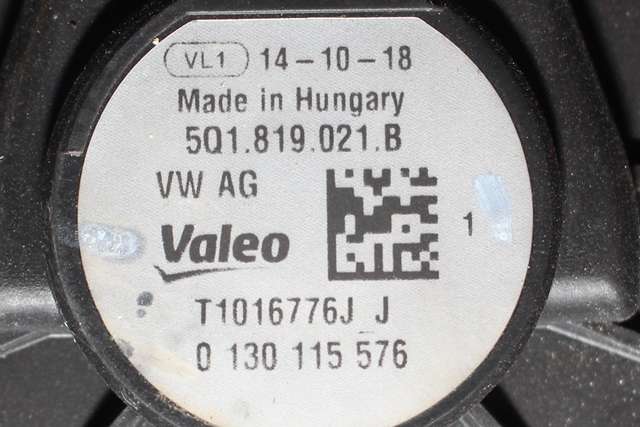 VL1 14-10-18
Made in Hungary
5Q1.819.021.B
VW AG
Valeo
1
T1016776J J
0 130 115 576